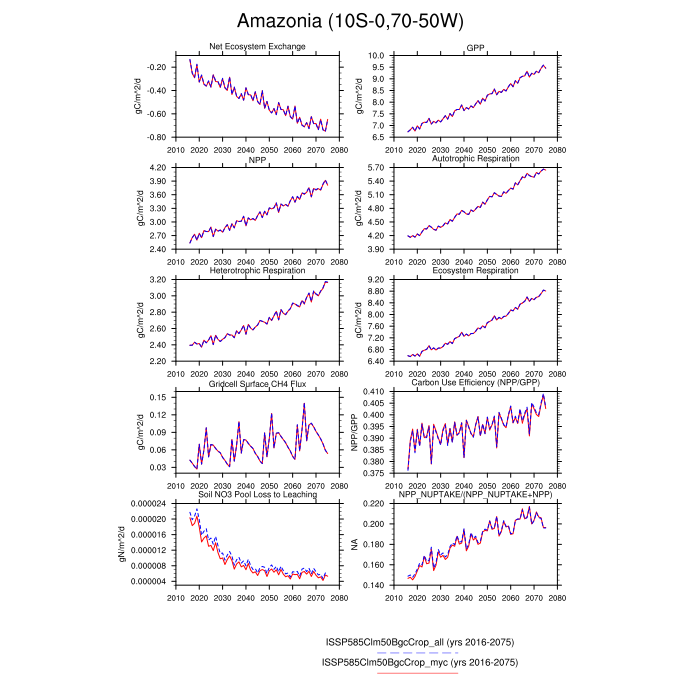 Amazonia (10S-0,70-50W)
Net Ecosystem Exchange
gC/m^2/d
-0.20
-0.40
-0.60
-0.80
2010 2020 2030 2040 2050 2060 2070 2080
GPP
gC/m^2/d
10.0
9.5
9.0
8.5
8.0
7.5
7.0
6.5
2010 2020 2030 2040 2050 2060 2070 2080
NPP
gC/m^2/d
4.20
3.90
3.60
3.30
3.00
2.70
2.40
2010 2020 2030 2040 2050 2060 2070 2080
Autotrophic Respiration
gC/m^2/d
5.70
5.40
5.10
4.80
4.50
4.20
3.90
2010 2020 2030 2040 2050 2060 2070 2080
Heterotrophic Respiration
gC/m^2/d
3.20
3.00
2.80
2.60
2.40
2.20
2010 2020 2030 2040 2050 2060 2070 2080
Ecosystem Respiration
gC/m^2/d
9.20
8.80
8.40
8.00
7.60
7.20
6.80
6.40
2010 2020 2030 2040 2050 2060 2070 2080
Gridcell Surface CH4 Flux
gC/m^2/d
0.15
0.12
0.09
0.06
0.03
2010 2020 2030 2040 2050 2060 2070 2080
Carbon Use Efficiency (NPP/GPP)
NPP/GPP
0.410
0.405
0.400
0.395
0.390
0.385
0.380
0.375
2010 2020 2030 2040 2050 2060 2070 2080
Soil NO3 Pool Loss to Leaching
gN/m^2/d
0.000024
0.000020
0.000016
0.000012
0.000008
0.000004
2010 2020 2030 2040 2050 2060 2070 2080
NPP_NUPTAKE/(NPP_NUPTAKE+NPP)
NA
0.220
0.200
0.180
0.160
0.140
2010 2020 2030 2040 2050 2060 2070 2080
ISSP585Clm50BgcCrop_all (yrs 2016-2075)
ISSP585Clm50BgcCrop_myc (yrs 2016-2075)